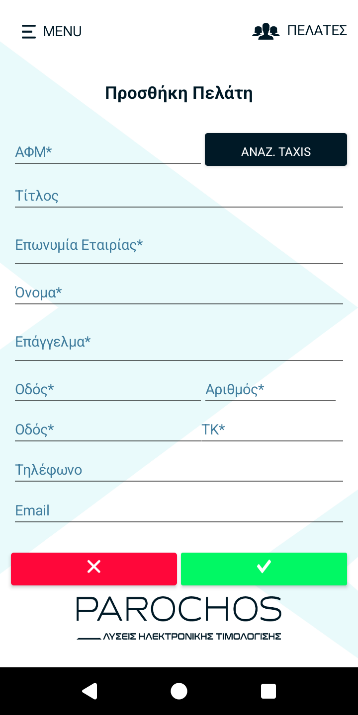 MENU
ΠΕΛΑΤΕΣ
Προσθήκη Πελάτη
ΑΦΜ*
ΑΝΑΖ. TAXIS
Τίτλος
Επωνυμία Εταιρίας*
Όνομα*
Επάγγελμα*
Οδός* Αριθμός*
Οδός* ΤΚ*
Τηλέφωνο
Email
PAROCHOS
ΛΥΣΕΙΣ ΗΛΕΚΤΡΟΝΙΚΗΣ ΤΙΜΟΛΟΓΙΣΗΣ